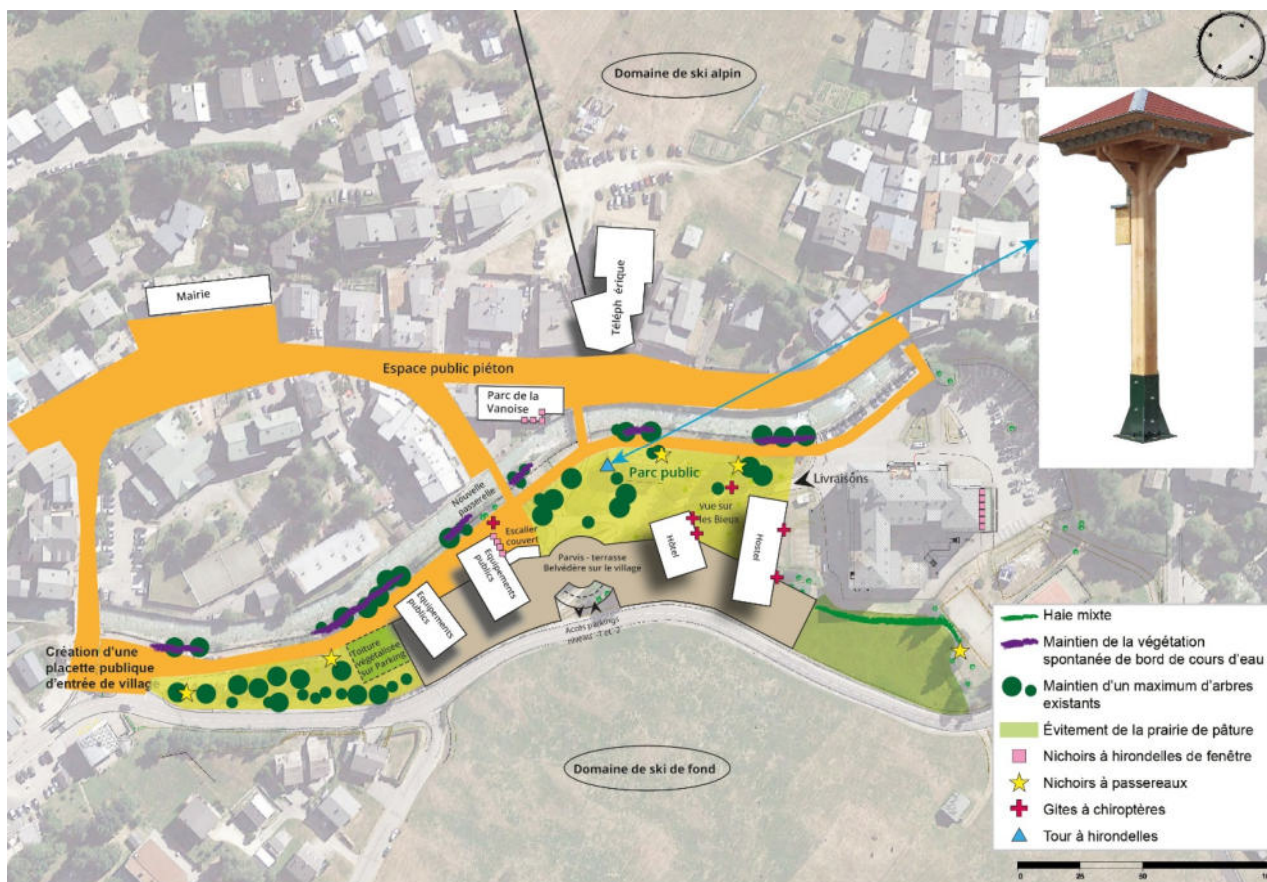 Domaine de ski alpin
Mairie
Téléph érique
Espace public piéton
Parc de la
Vanoise
Parc public
Livraisons
vue sur
les Bieux
Nouvelle
passerelle
Escalier
couvert
Equipements
publics
Hôtel
Hostel
Parvis - terrasse
Belvédère sur le village
Equipements
publics
Accès parkings
niveau -1 et -2
Toiture
végétalisée
sur Parking
Création d'une
placette publique
d'entrée de village
Domaine de ski de fond
Haie mixte
Maintien de la végétation
spontanée de bord de cours d'eau
Maintien d'un maximum d'arbres
existants
Évitement de la prairie de pâture
Nichoirs à hirondelles de fenêtre
Nichoirs à passereaux
Gites à chiroptères
Tour à hirondelles
0 25 50